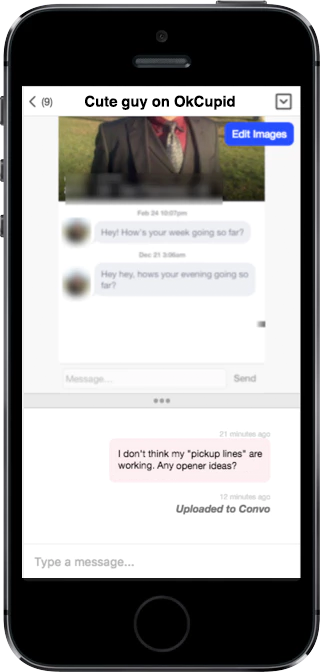 (9)
Cute guy on OkCupid
Edit Images
Feb 24 10:07pm
Hey! How's your week going so far?
Dec 21 3:06am
Hey hey, hows your evening going so
far?
Message...
Send
21 minutes ago
I don't think my "pickup lines" are
working. Any opener ideas?
12 minutes ago
Uploaded to Convo
Type a message...